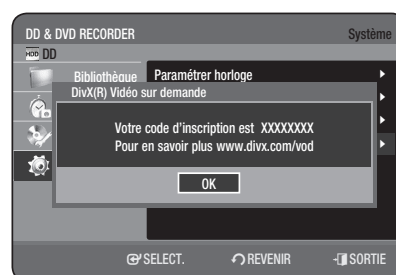 DD & DVD RECORDER
Système
HDD DD
Bibliothèque
Paramétrer horloge
DivX(R) Vidéo sur demande
Votre code d'inscription est XXXXXXXX
Pour en savoir plus www.divx.com/vod
OK
SELECT. REVENIR SORTIE